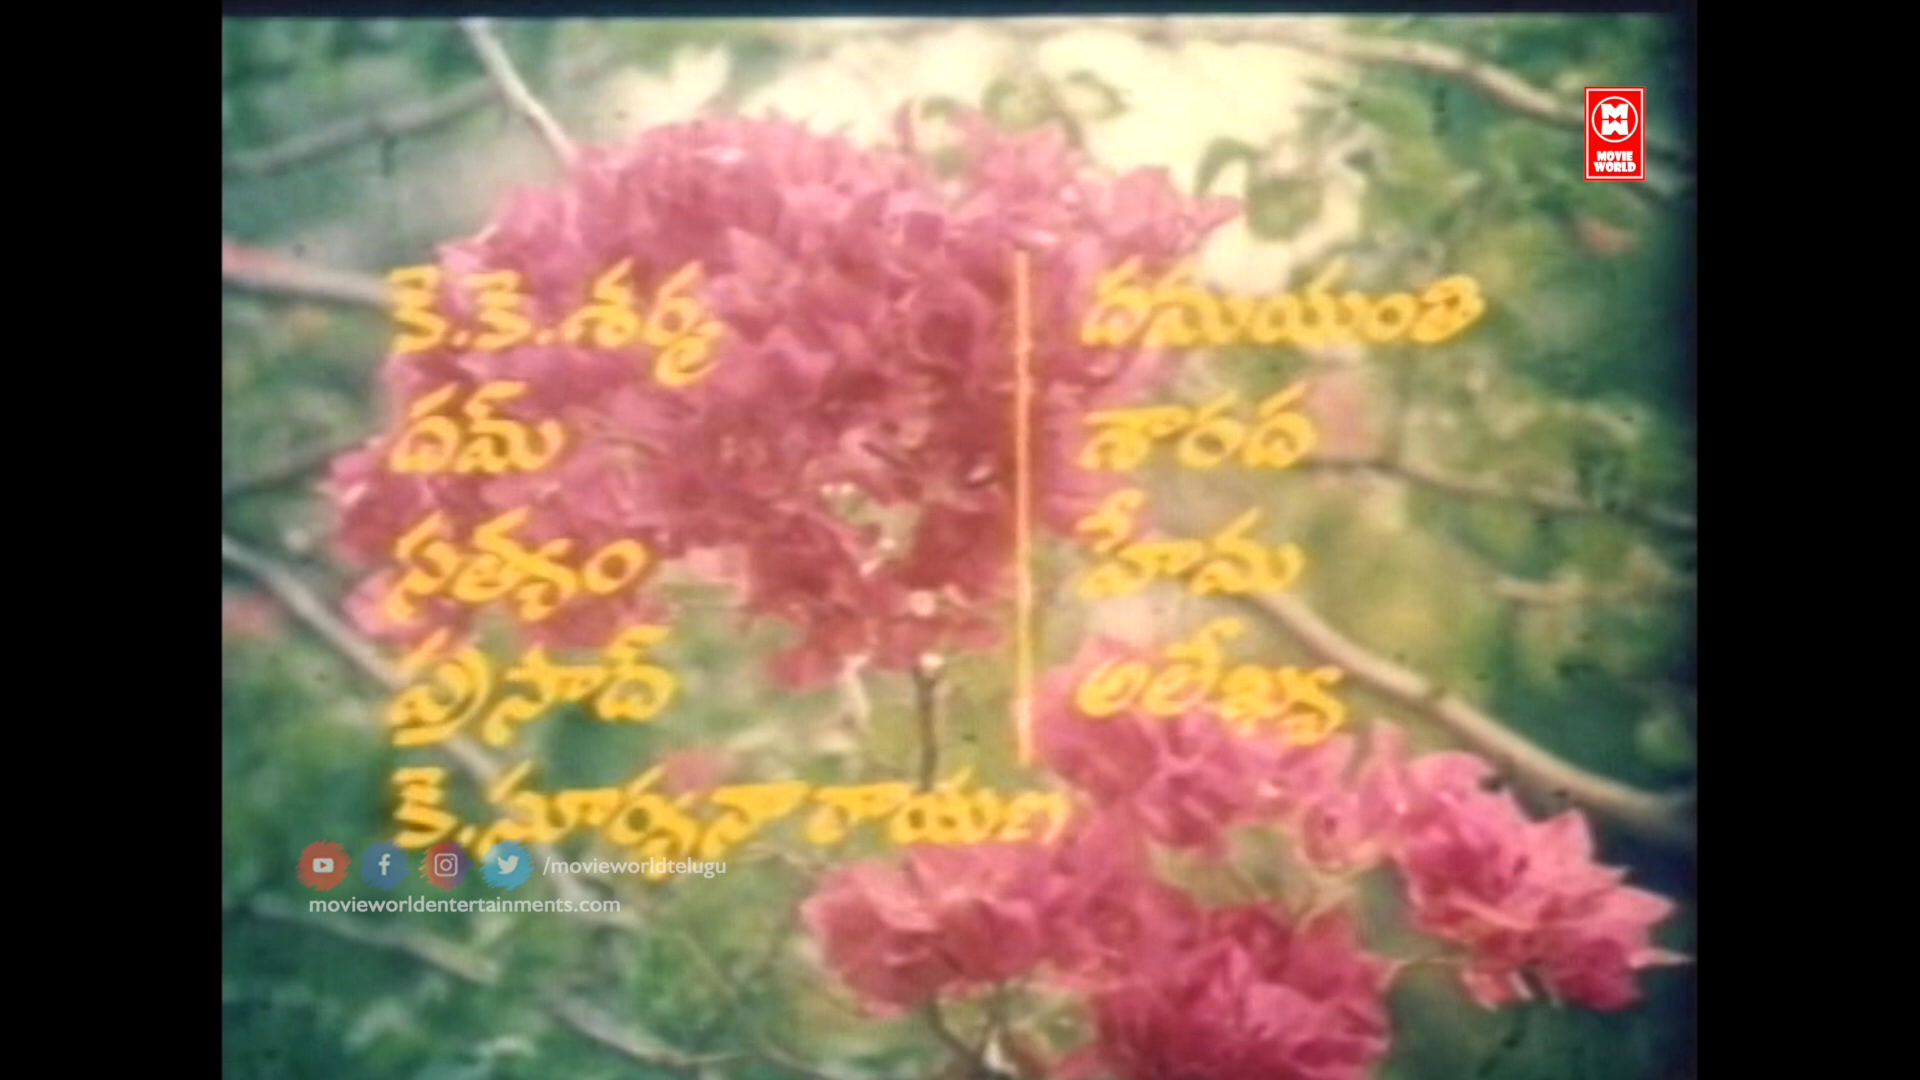 కే.కే.శర్మ
దమ్
సత్యం
ప్రసాద్
కే.సూర్యనారాయణ
దమయంతి
శారద
హేమ
అలేఖ్య
MOVIE
WORLD
/movieworldtelugu
movieworldentertainments.com